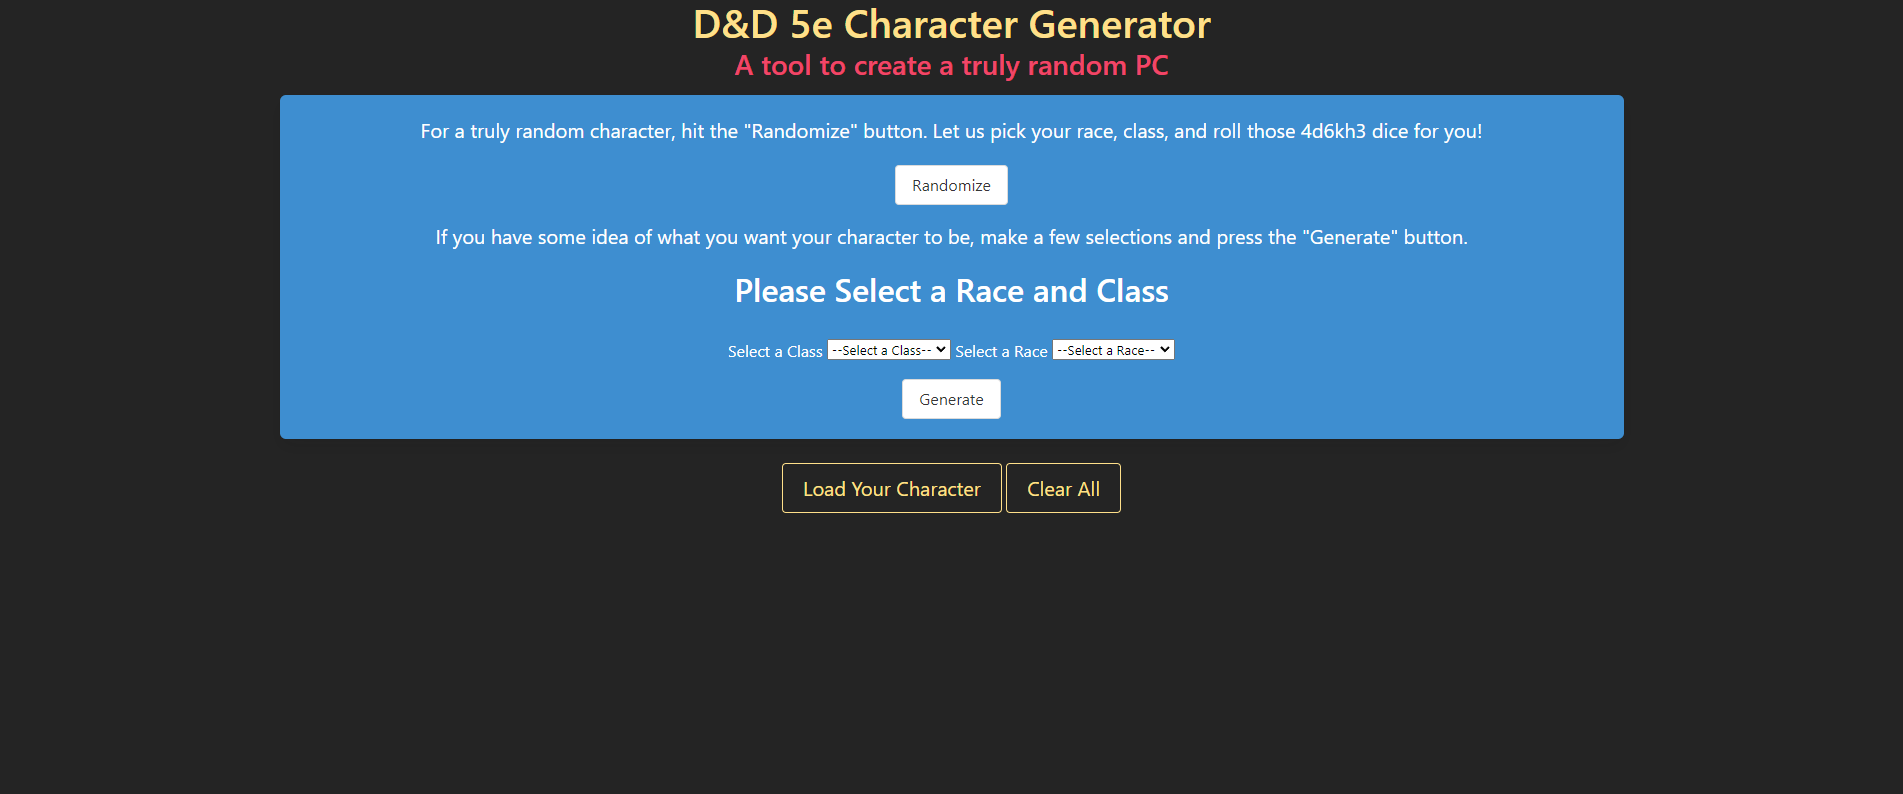 D&D 5e Character Generator
A tool to create a truly random PC
For a truly random character, hit the "Randomize" button. Let us pick your race, class, and roll those 4d6kh3 dice for you!
Randomize
If you have some idea of what you want your character to be, make a few selections and press the "Generate" button.
Please Select a Race and Class
Select a Class --Select a Class-- Select a Race --Select a Race--
Generate
Load Your Character Clear All